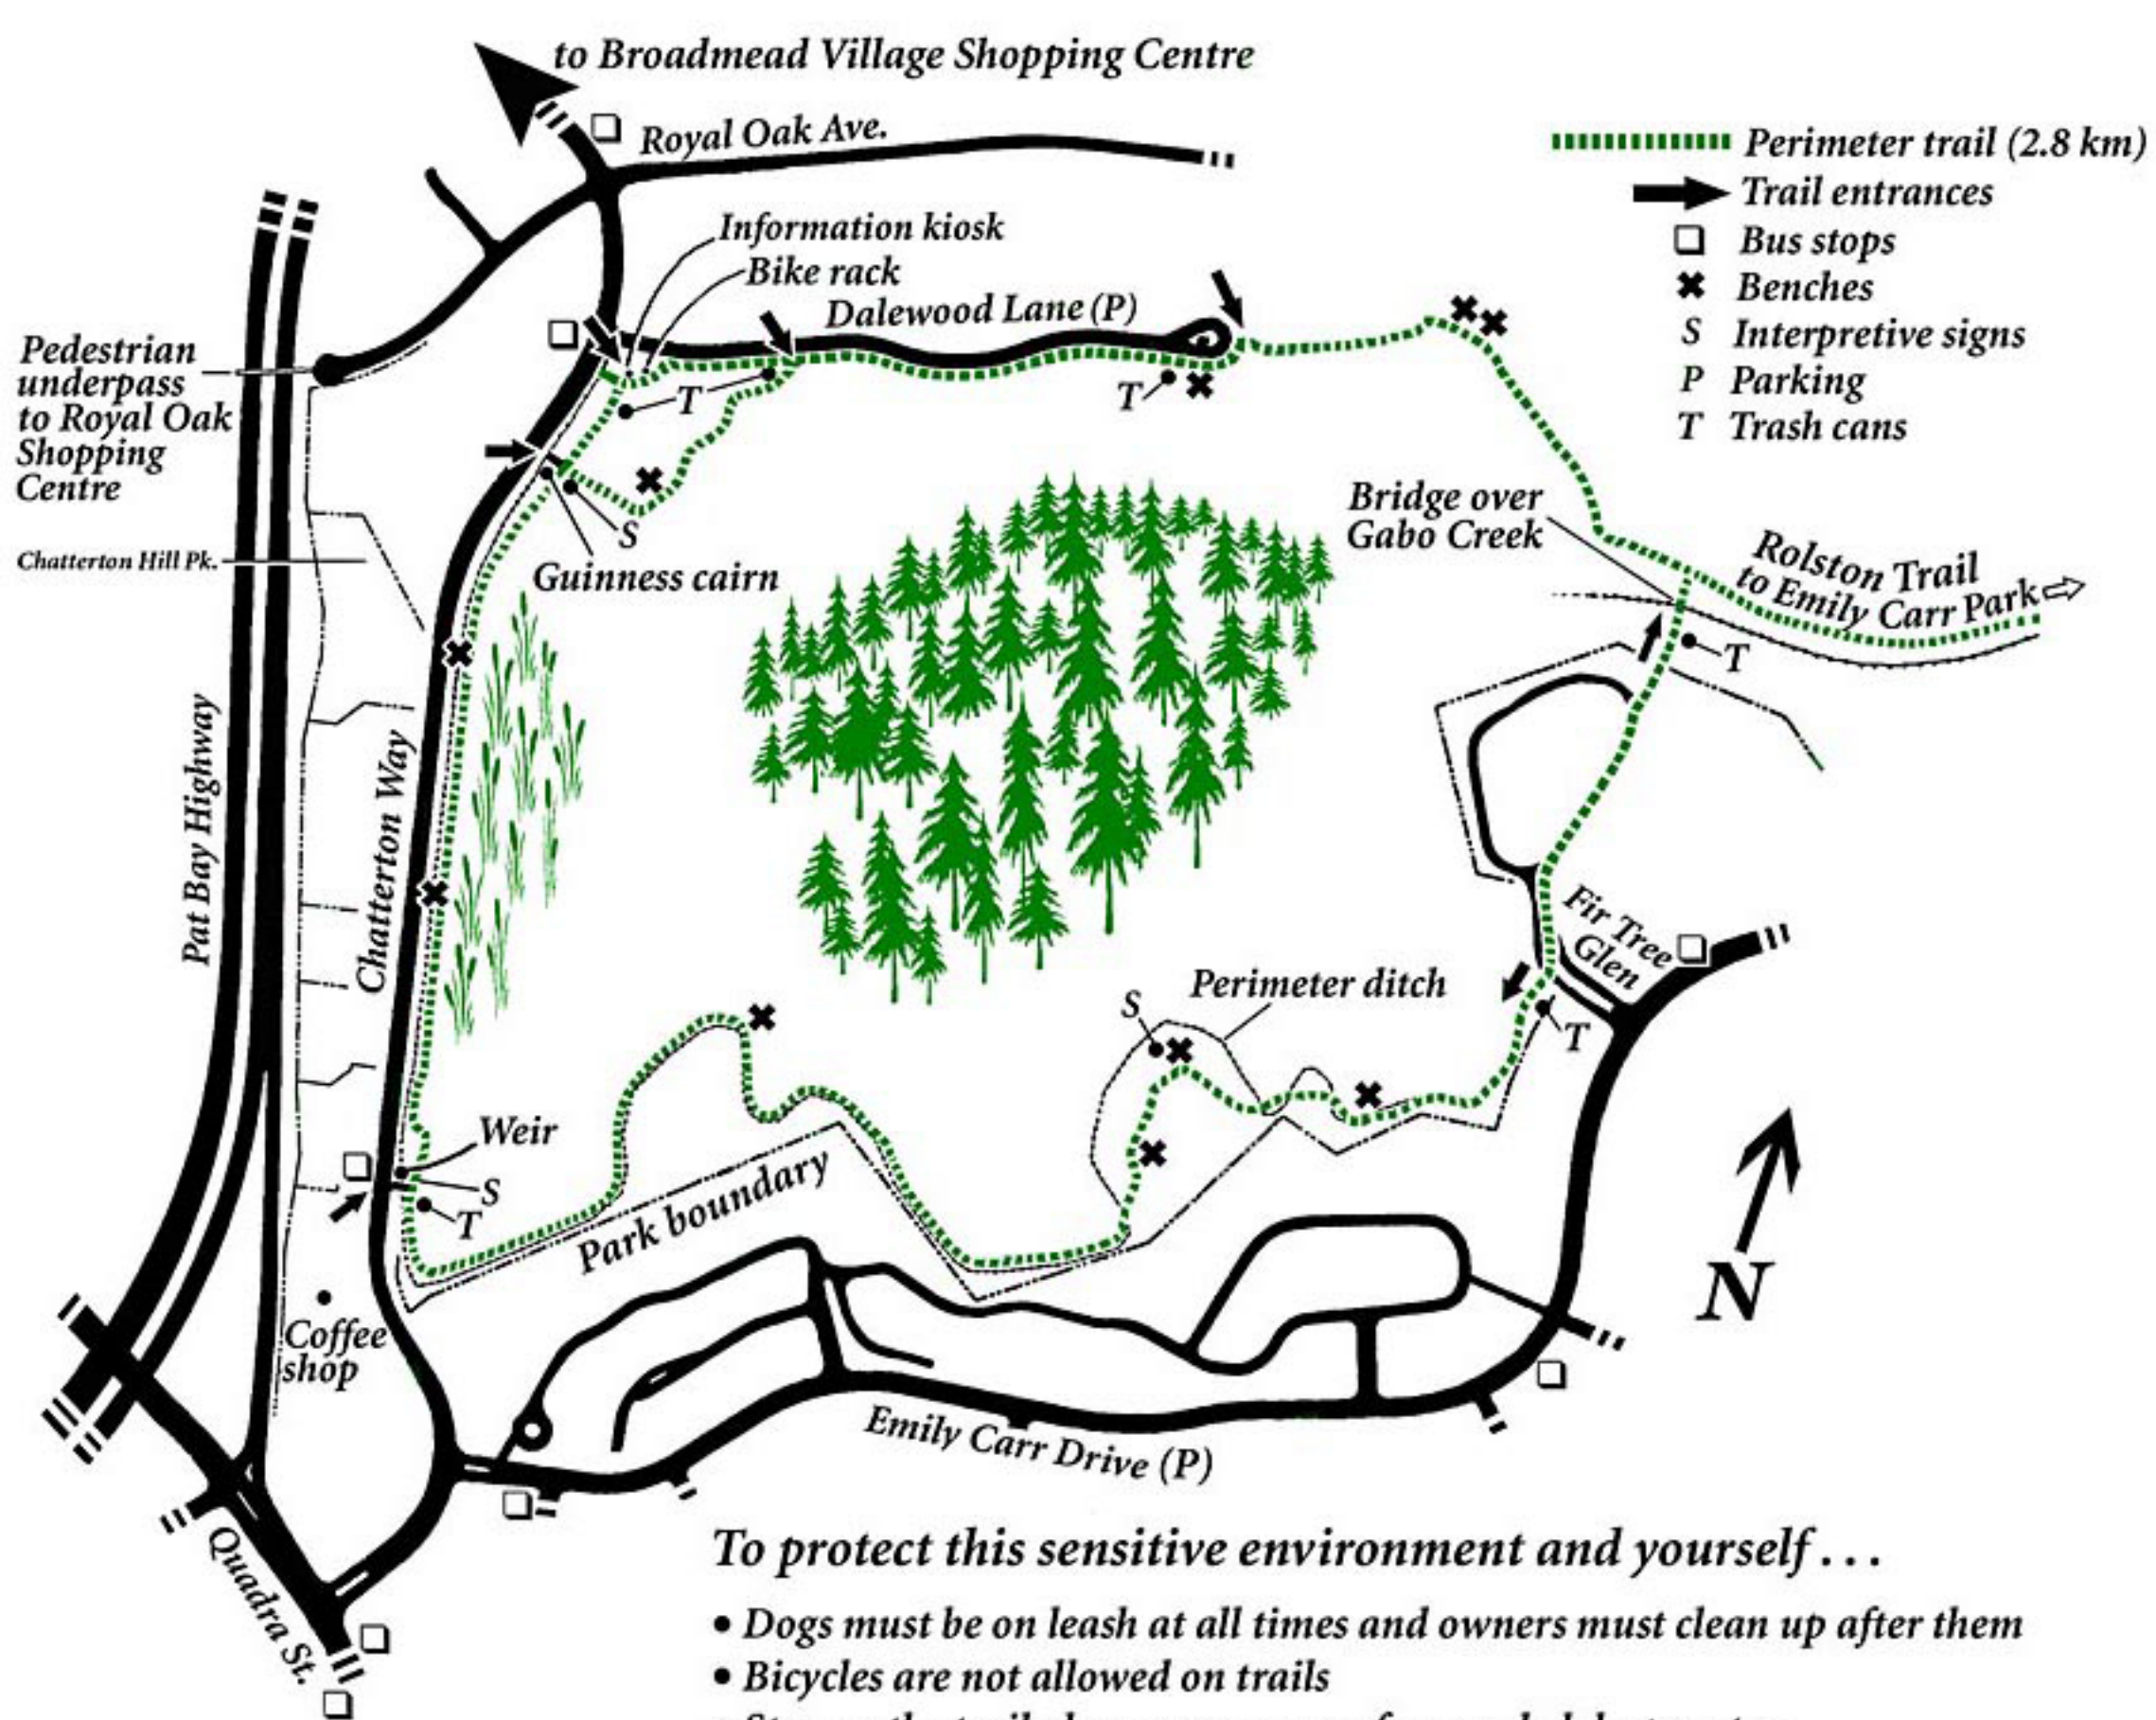 to Broadmead Village Shopping Centre
Royal Oak Ave.
Perimeter trail (2.8 km)
Trail entrances
Bus stops
Benches
S Interpretive signs
P Parking
T Trash cans
Information kiosk
Bike rack
Dalewood Lane (P)
Pedestrian
underpass
to Royal Oak
Shopping
Centre
T
T
S
Guinness cairn
Chatterton Hill Pk.
Bridge over
Gabo Creek
Rolston Trail
to Emily Carr Park
T
Pat Bay Highway
Chatterton Way
Fir Tree
Glen
T
Perimeter ditch
S
Weir
S
T
Park boundary
Coffee
shop
N
Emily Carr Drive (P)
Quadra St.
To protect this sensitive environment and yourself . . .
• Dogs must be on leash at all times and owners must clean up after them
• Bicycles are not allowed on trails